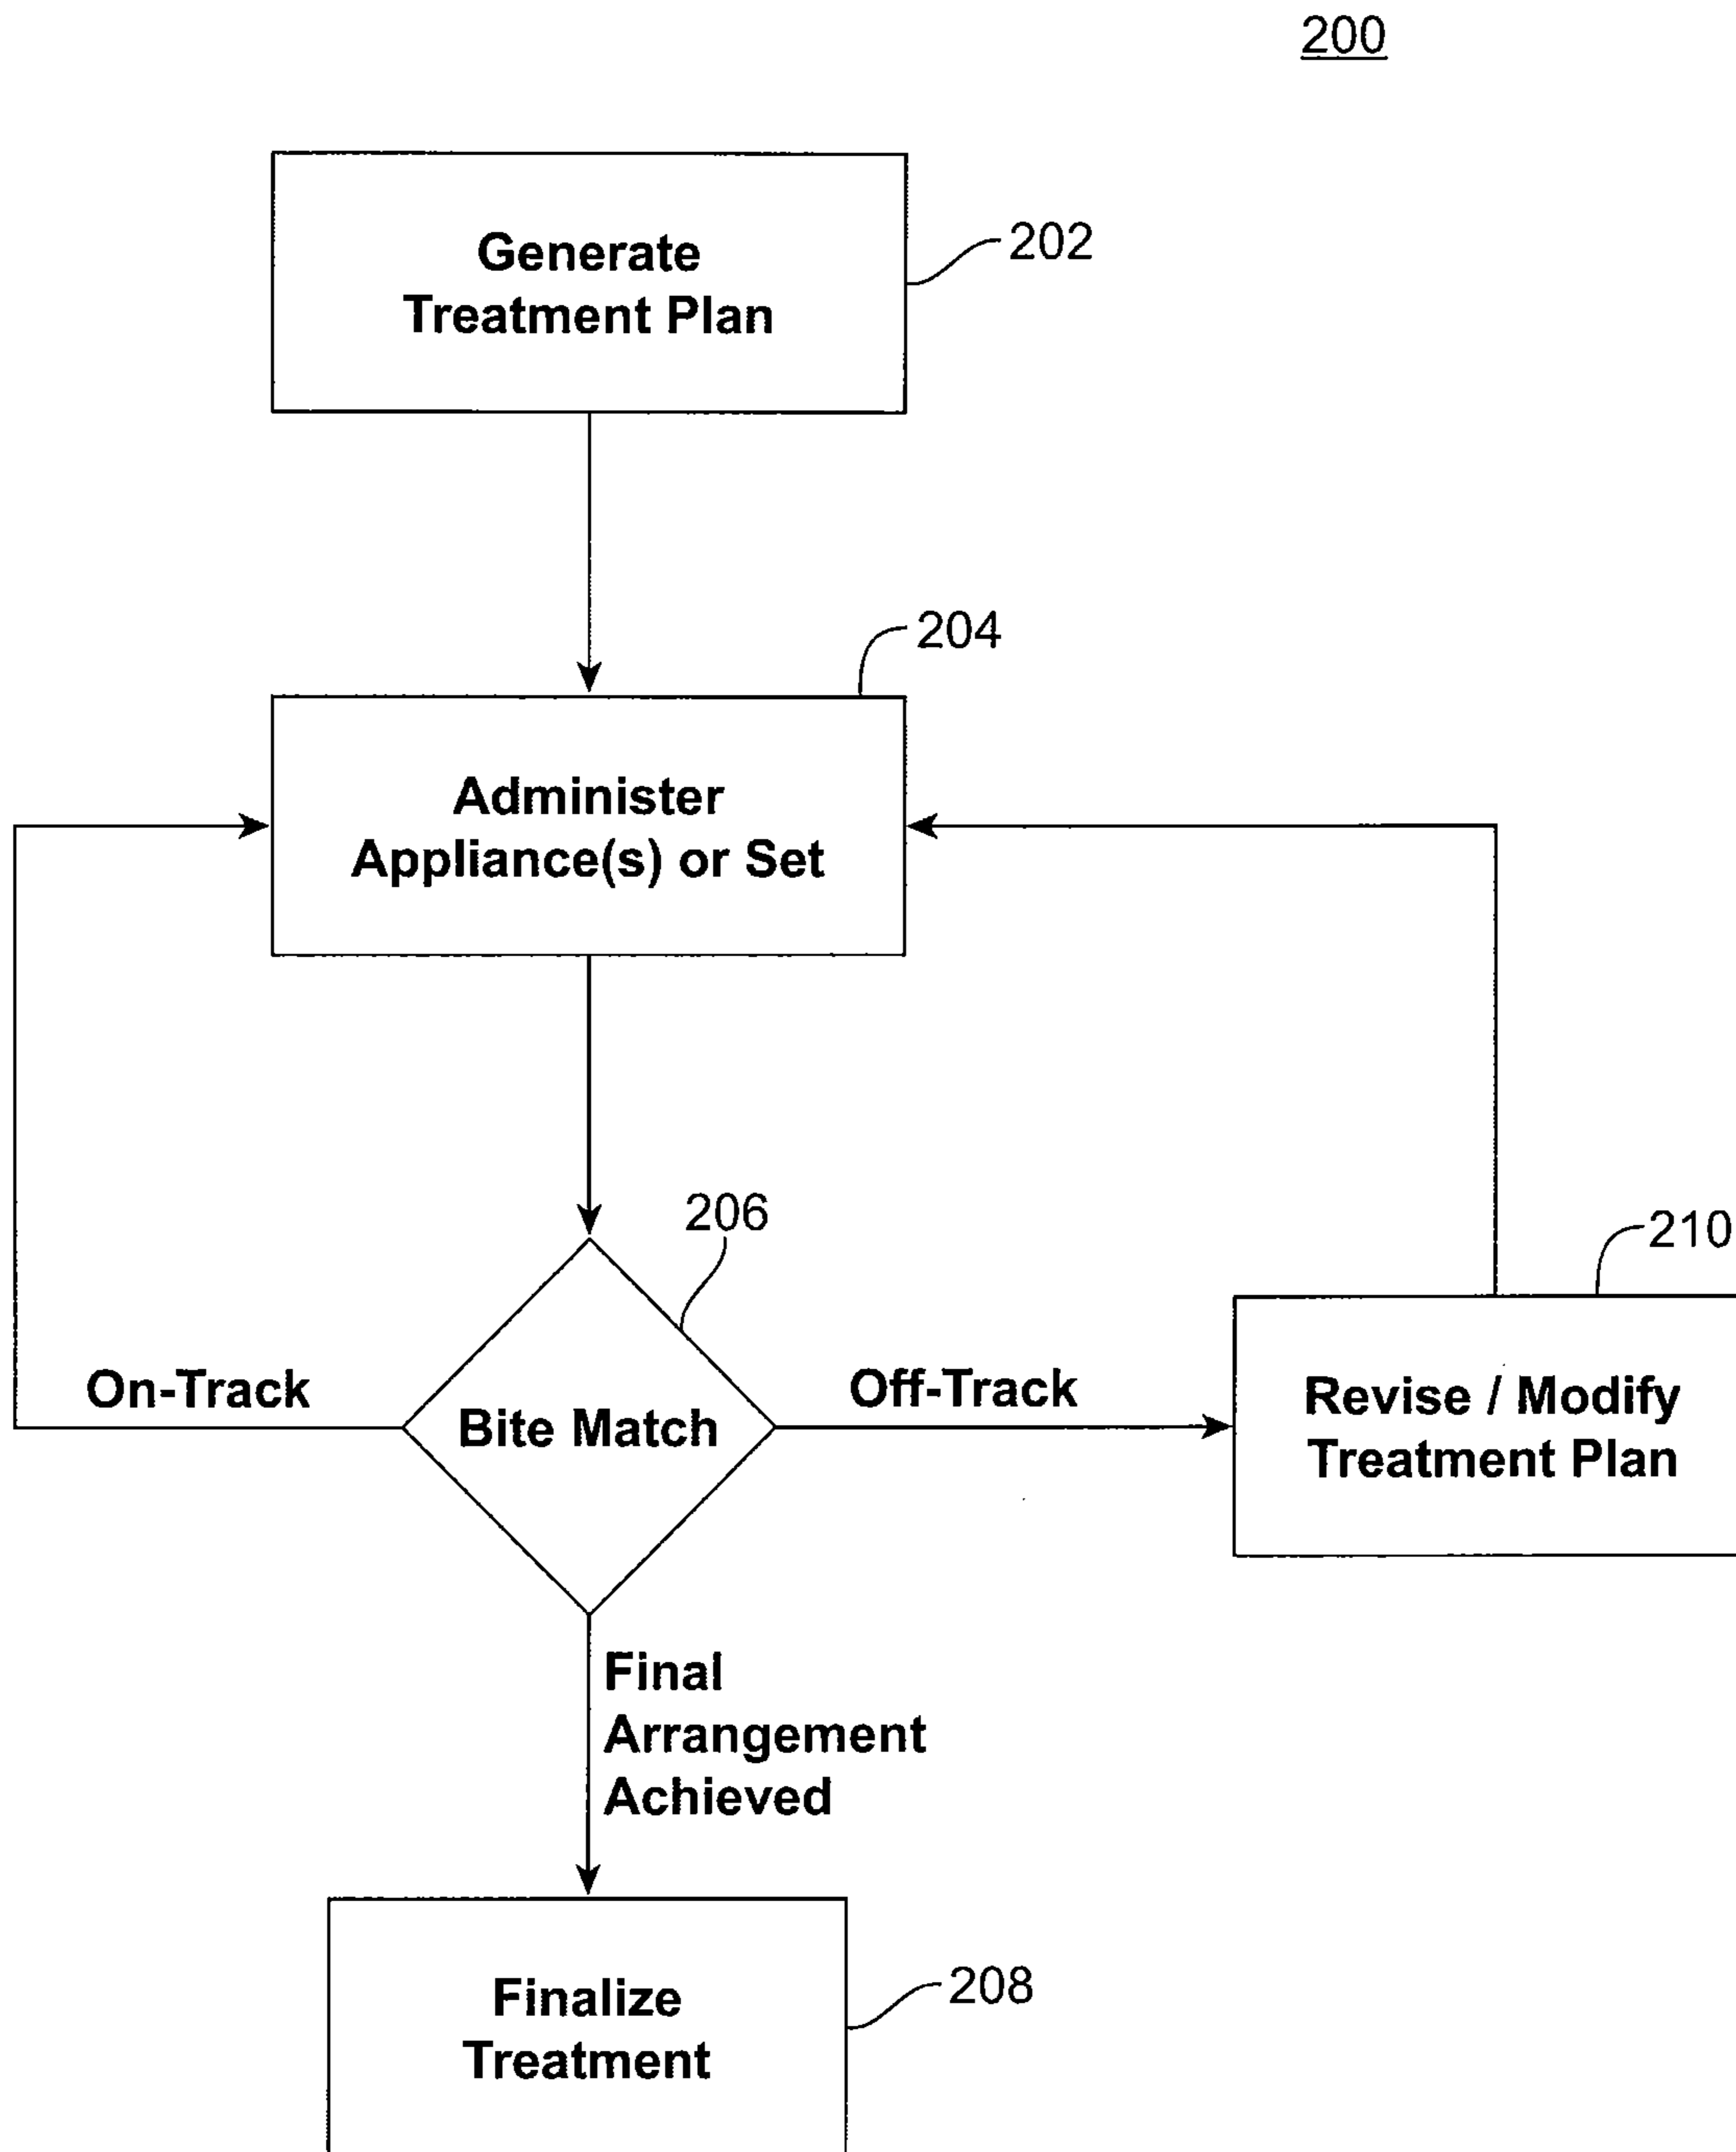 200
Generate
Treatment Plan
202
204
Administer
Appliance(s) or Set
206
210
On-Track
Bite Match
Off-Track
Revise / Modify
Treatment Plan
Final
Arrangement
Achieved
Finalize
Treatment
208